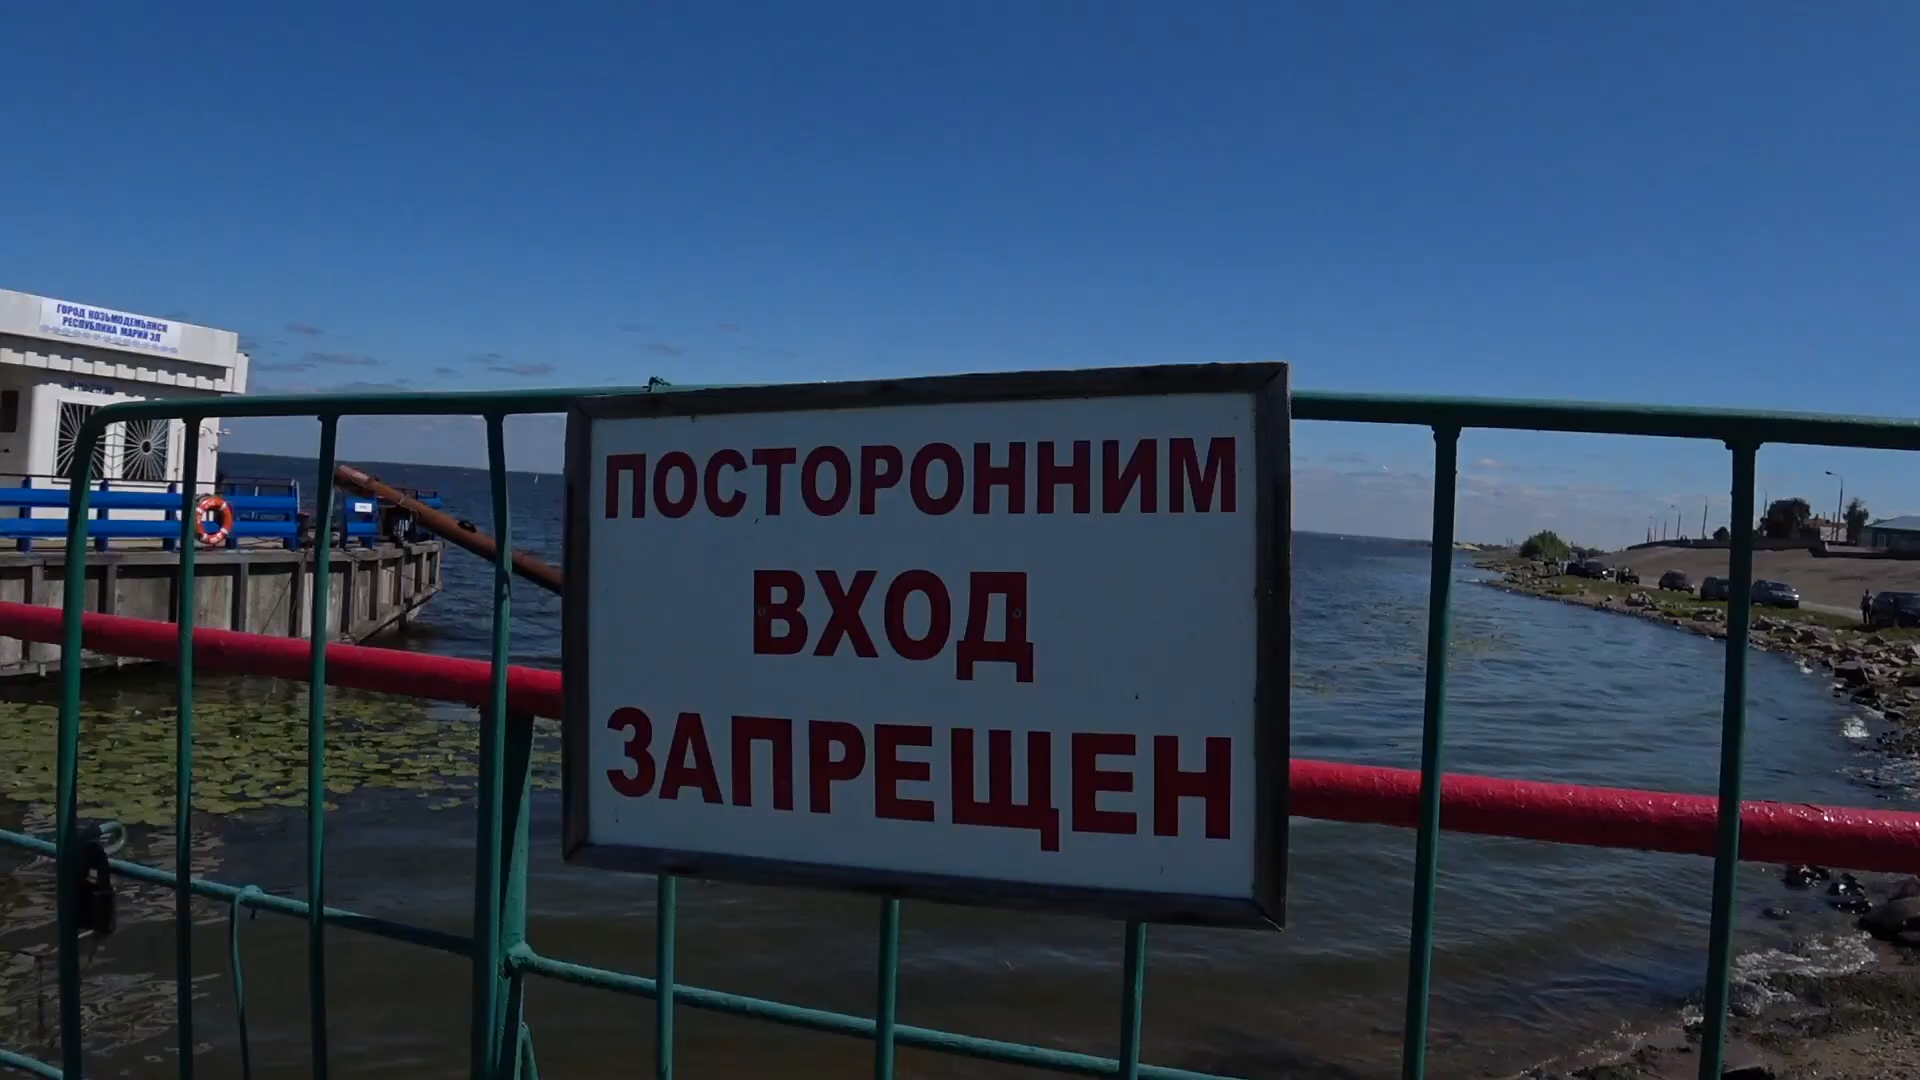 ГОРОД КОЗЬМОДЕМЬЯНСК
РЕСПУБЛИКА МАРИЙ ЭЛ
ПОСТОРОННИМ
ВХОД
ЗАПРЕЩЕН